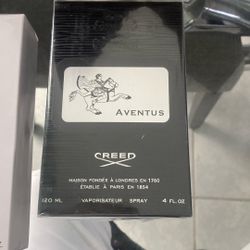 AVENTUS
CREED
MAISON FONDÉE À LONDRES EN 1760
ÉTABLIE À PARIS EN 1854
120 ML VAPORISATEUR SPRAY 4 FL.OZ